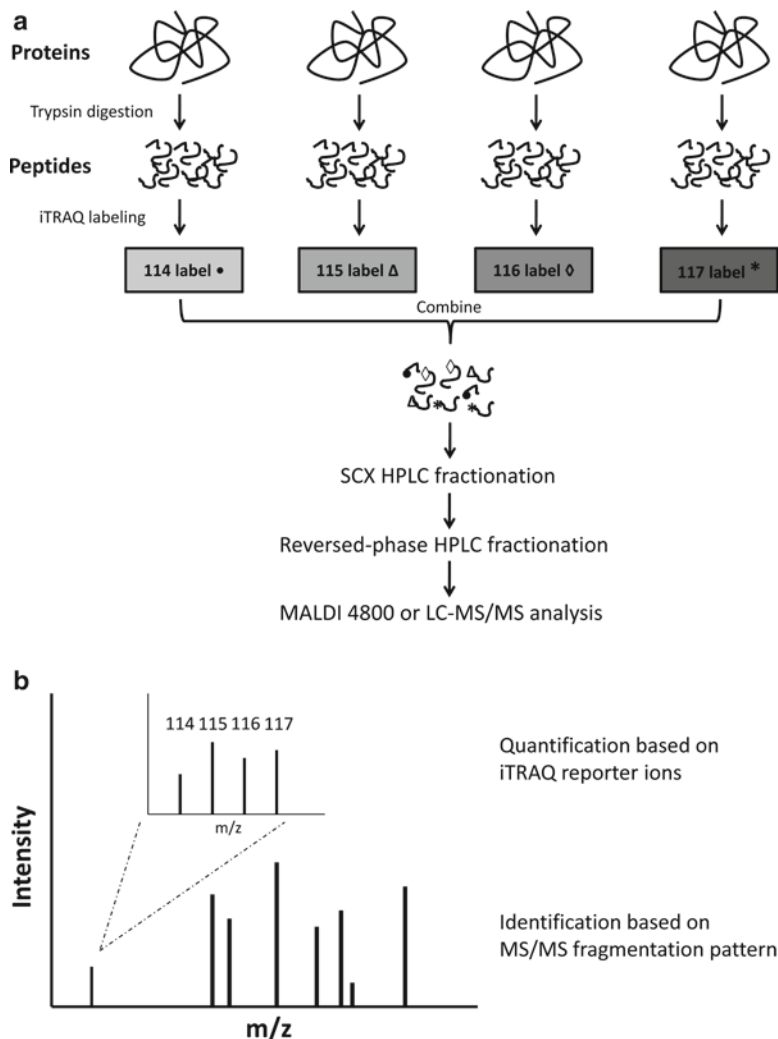 a
Proteins
Trypsin digestion
Peptides
iTRAQ labeling
114 label •
115 label Δ
116 label ◊
117 label *
Combine
SCX HPLC fractionation
Reversed-phase HPLC fractionation
MALDI 4800 or LC-MS/MS analysis
b
Intensity
114 115 116 117
m/z
Quantification based on
iTRAQ reporter ions
Identification based on
MS/MS fragmentation pattern
m/z